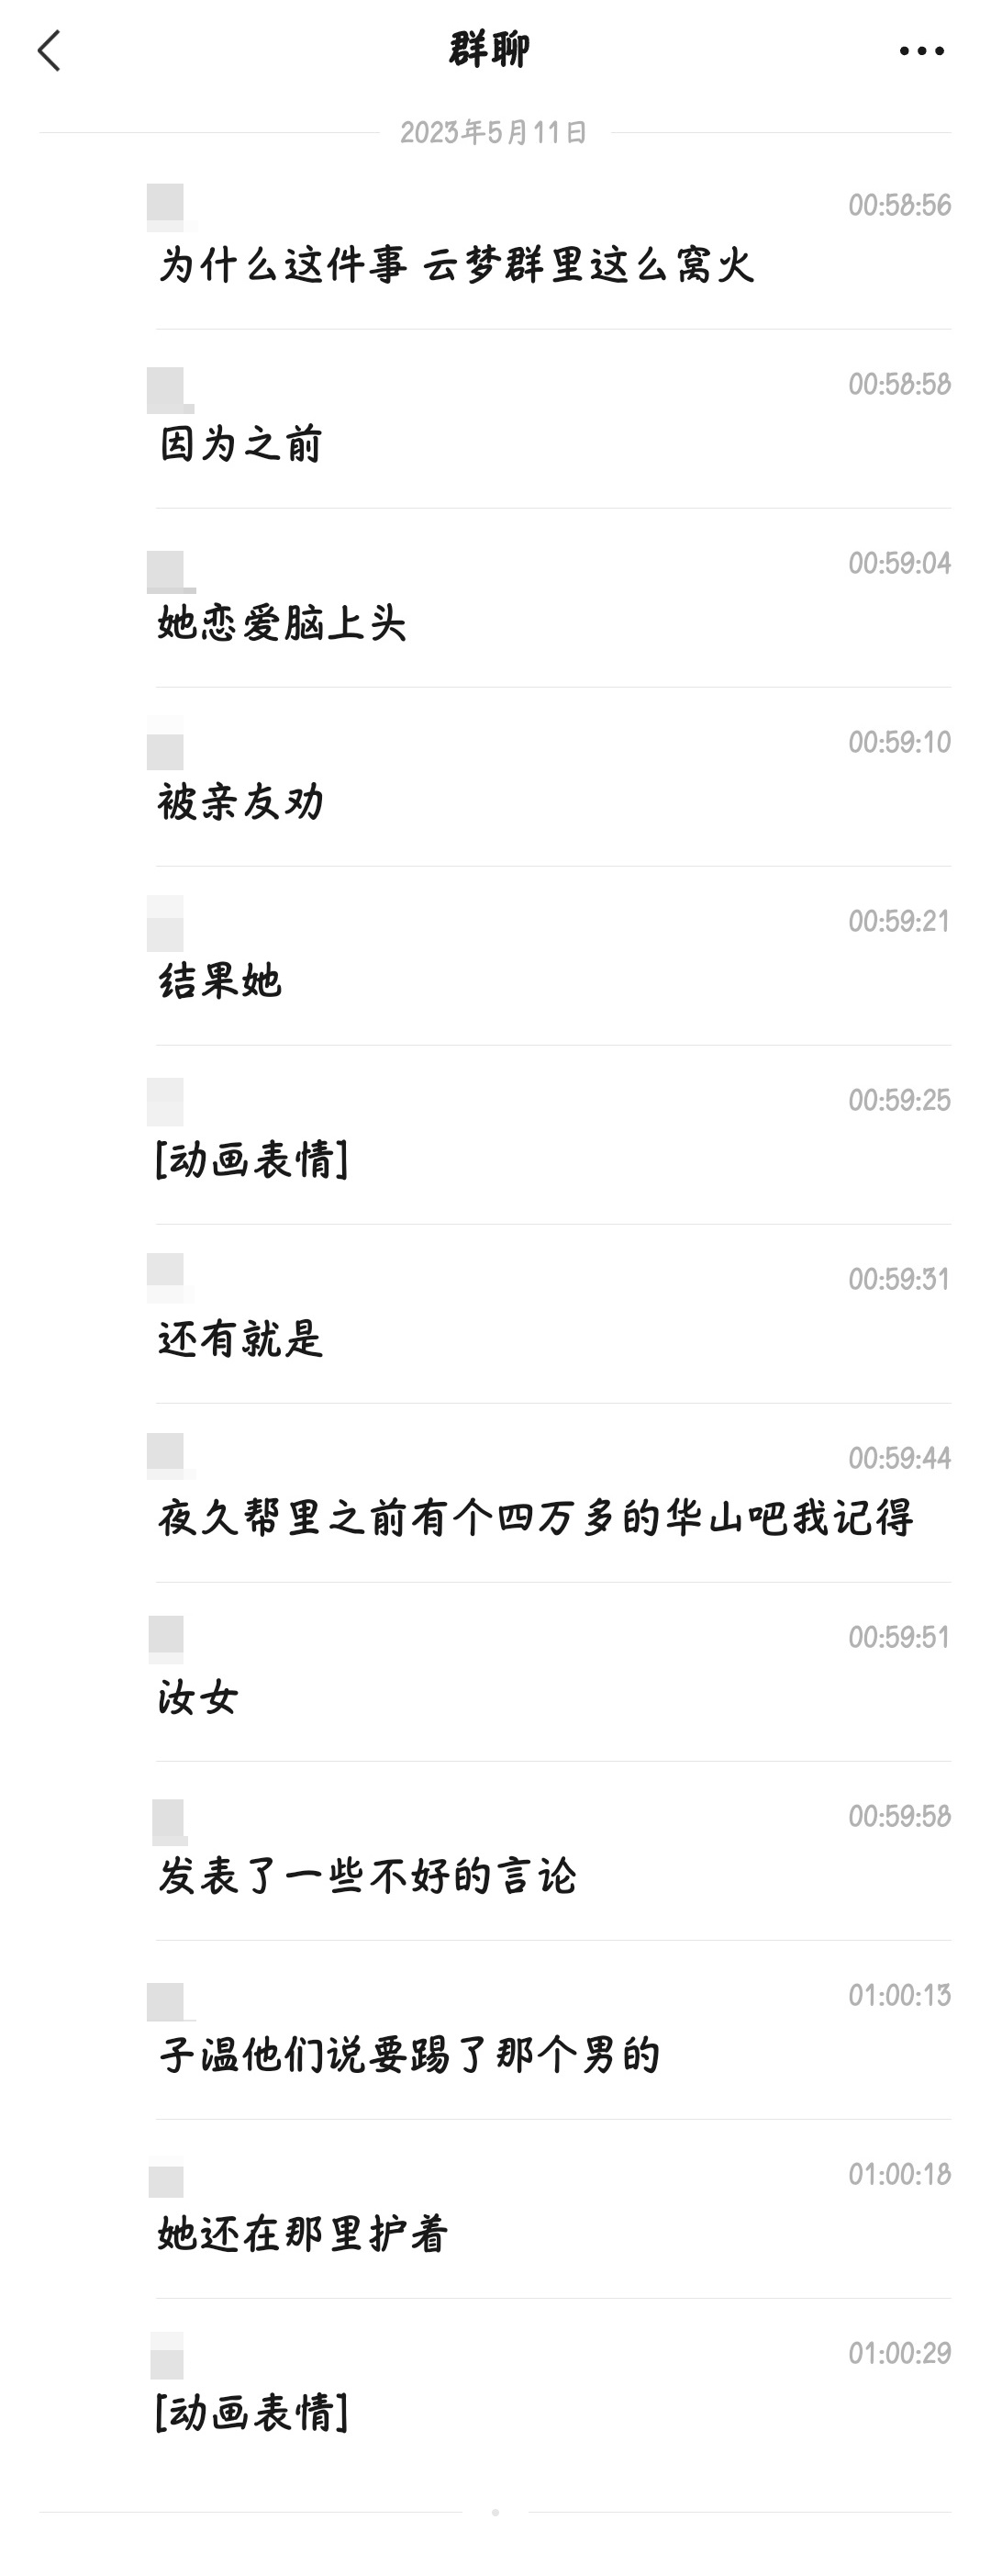 群聊
2023年5月11日
00:58:56
为什么这件事 云梦群里这么窝火
00:58:58
因为之前
00:59:04
她恋爱脑上头
00:59:10
被亲友劝
00:59:21
结果她
00:59:25
[动画表情]
00:59:31
还有就是
00:59:44
夜久帮里之前有个四万多的华山吧我记得
00:59:51
汝女
00:59:58
发表了一些不好的言论
01:00:13
子温他们说要踢了那个男的
01:00:18
她还在那里护着
01:00:29
[动画表情]